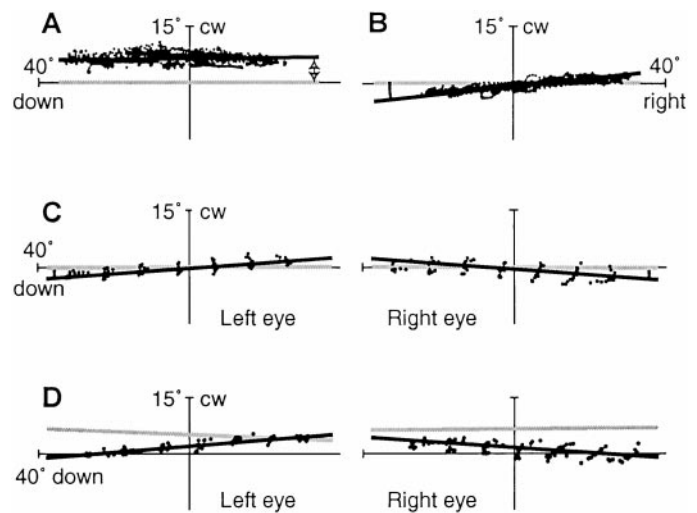 A 15° cw
40°
down
B 15° cw
40°
right
C 15° cw
40°
down
Left eye
Right eye
D 15° cw
40° down
Left eye
Right eye